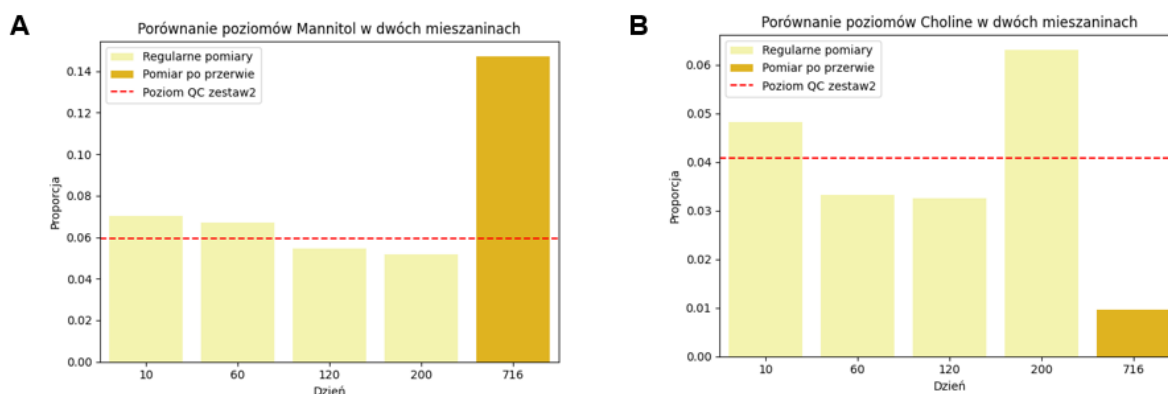 A
Porównanie poziomów Mannitol w dwóch mieszaninach
Regularne pomiary
Pomiar po przerwie
Poziom QC zestaw2
0.14
0.12
0.10
0.08
0.06
0.04
0.02
0.00
Proporcja
10 60 120 200 716
Dzień
B
Porównanie poziomów Choline w dwóch mieszaninach
Regularne pomiary
Pomiar po przerwie
Poziom QC zestaw2
0.06
0.05
0.04
0.03
0.02
0.01
0.00
Proporcja
10 60 120 200 716
Dzień